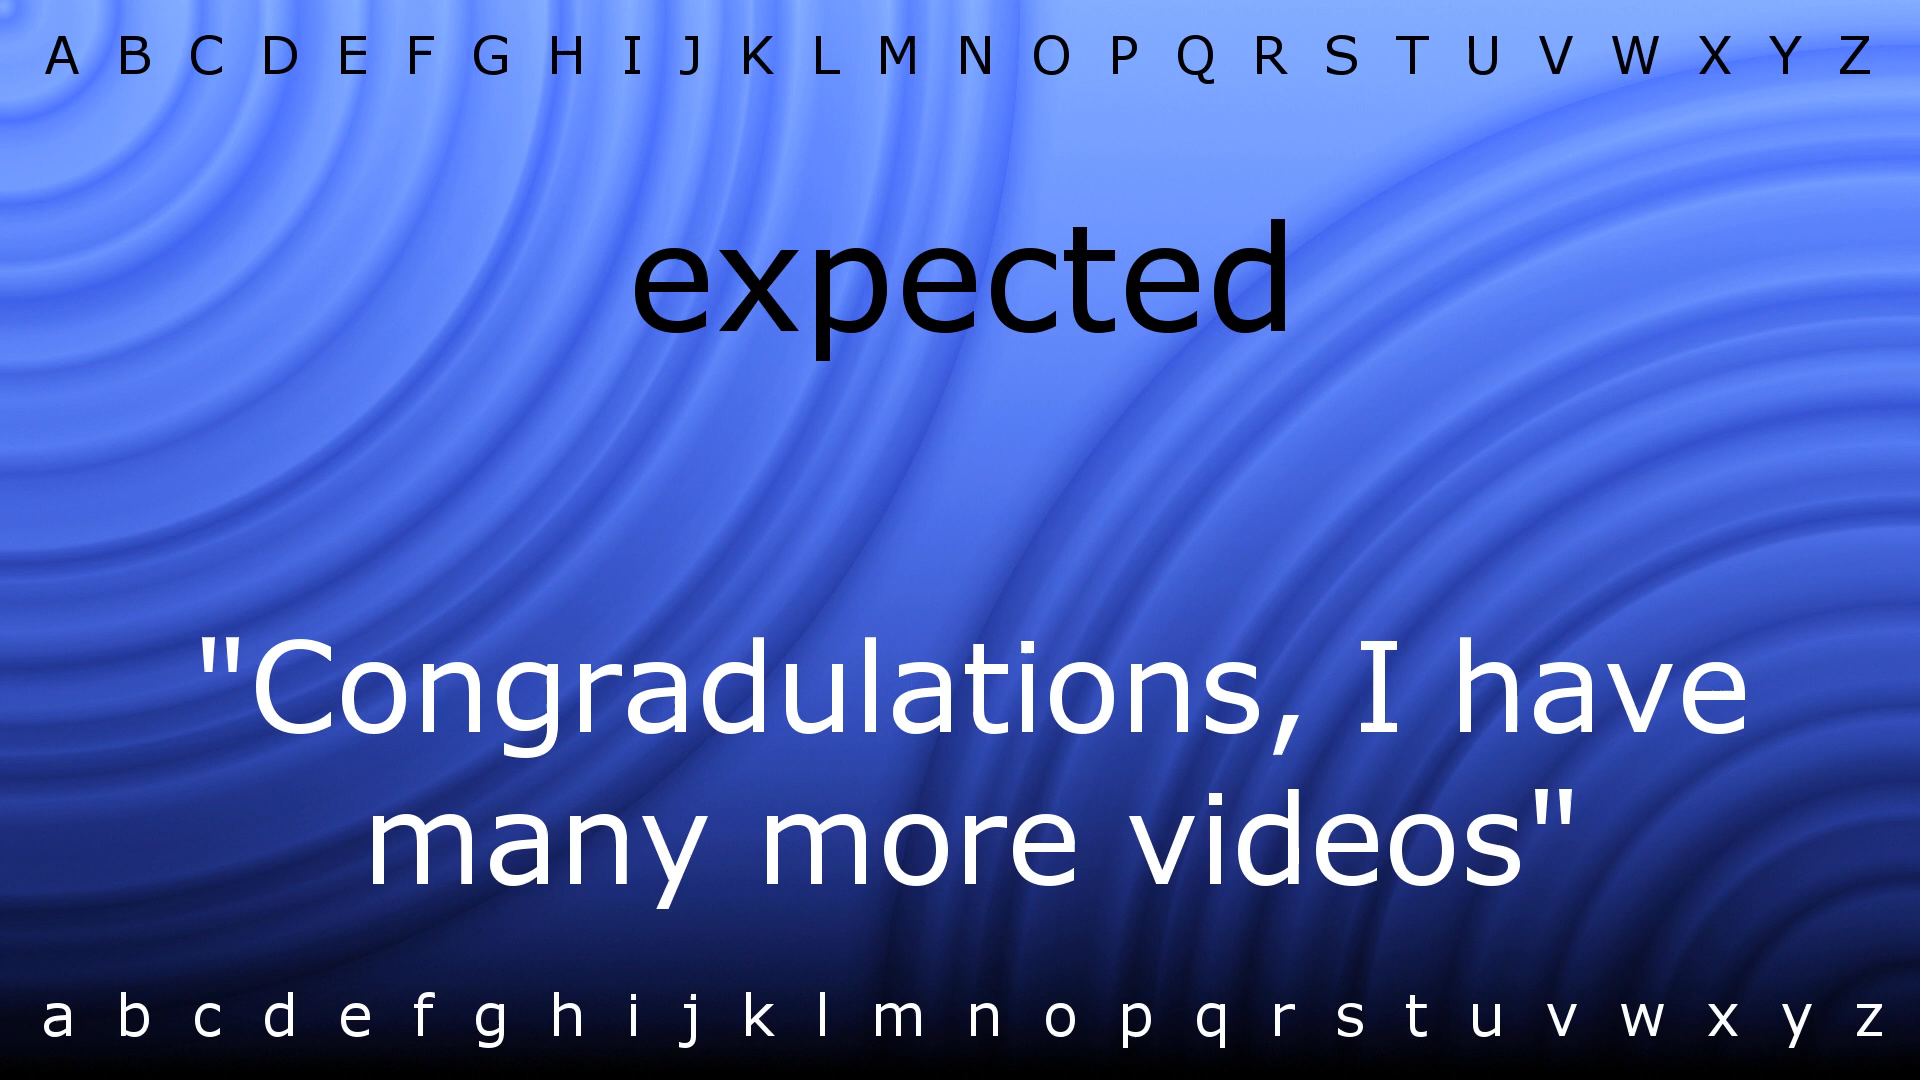 A B C D E F G H I J K L M N O P Q R S T U V W X Y Z
expected
"Congradulations, I have
many more videos"
a b c d e f g h i j k l m n o p q r s t u v w x y z